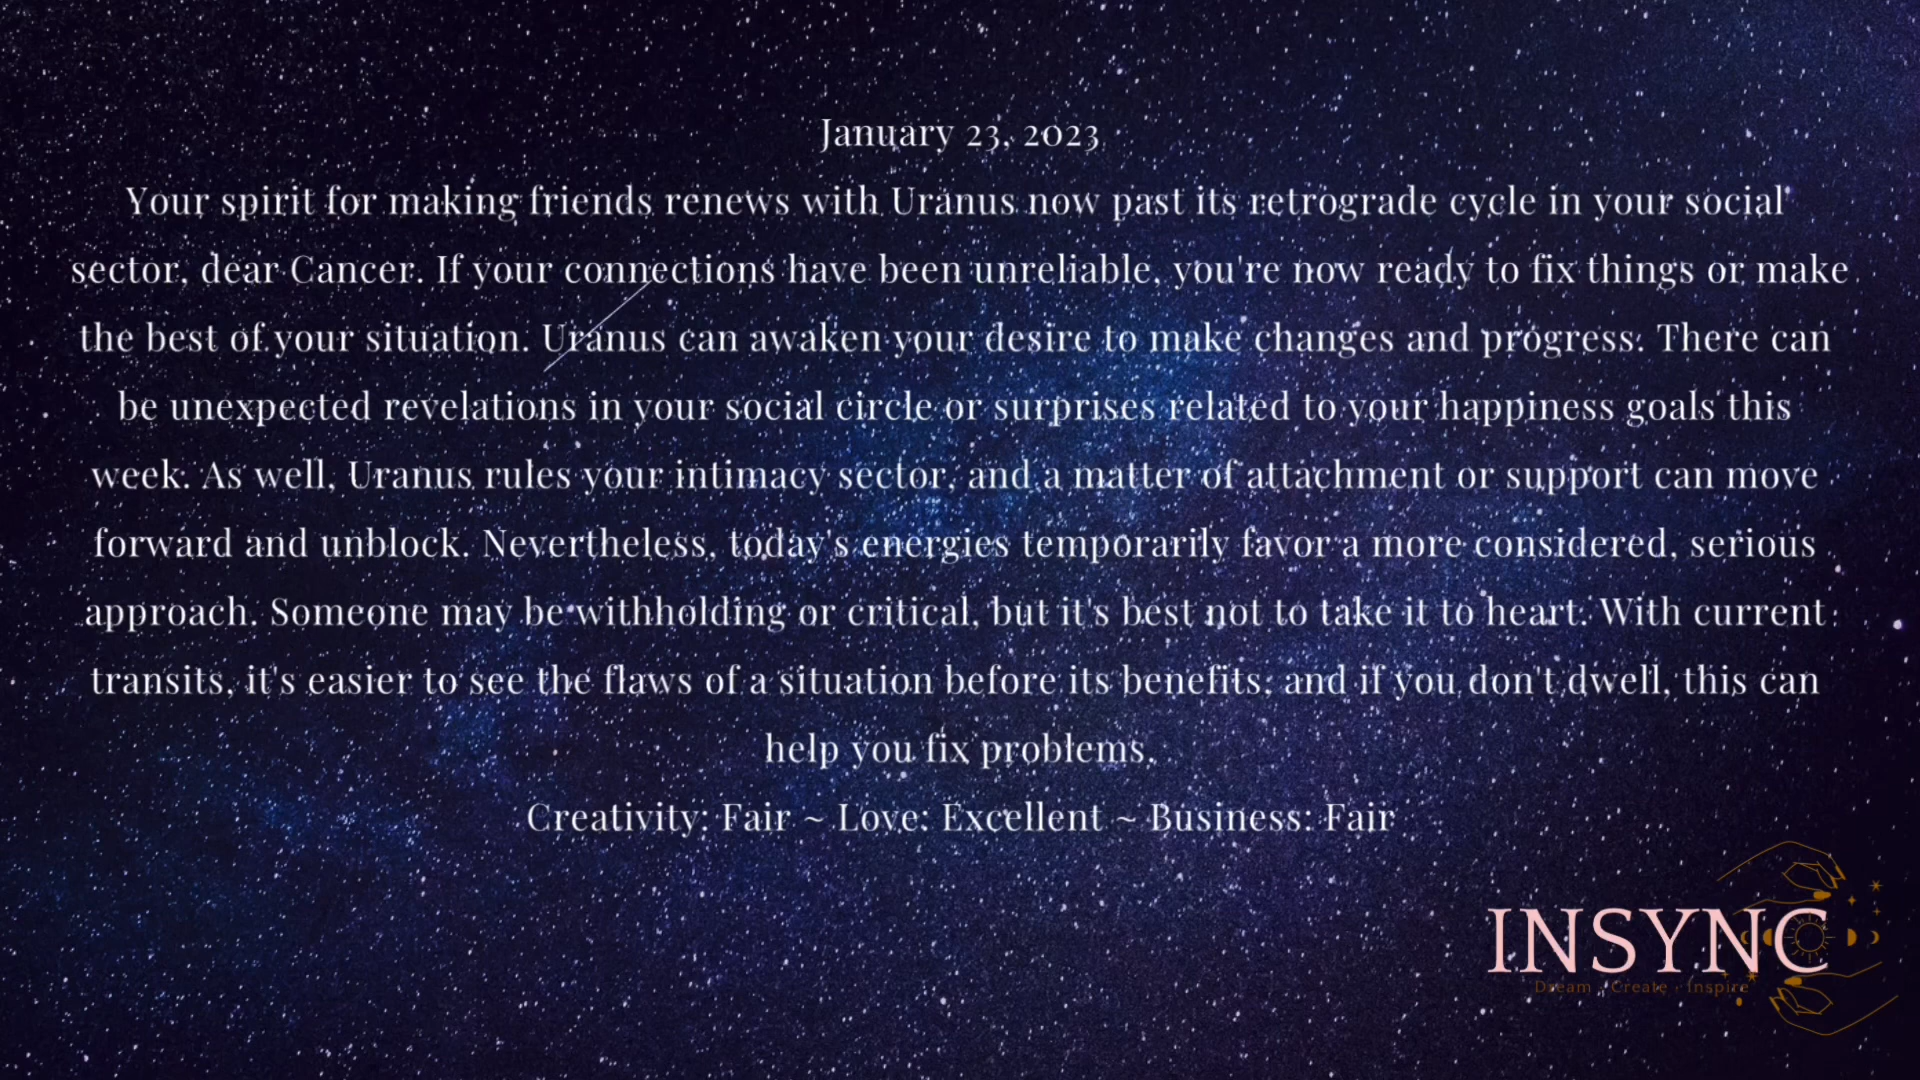 January 23, 2023
Your spirit for making friends renews with Uranus now past its retrograde cycle in your social
sector, dear Cancer. If your connections have been unreliable, you're now ready to fix things or make
the best of your situation. Uranus can awaken your desire to make changes and progress. There can
be unexpected revelations in your social circle or surprises related to your happiness goals this
week. As well, Uranus rules your intimacy sector, and a matter of attachment or support can move
forward and unblock. Nevertheless, today's energies temporarily favor a more considered, serious
approach. Someone may be withholding or critical, but it's best not to take it to heart. With current
transits, it's easier to see the flaws of a situation before its benefits, and if you don't dwell, this can
help you fix problems.
Creativity: Fair ~ Love: Excellent ~ Business: Fair
INSYNC
Dream · Create · Inspire